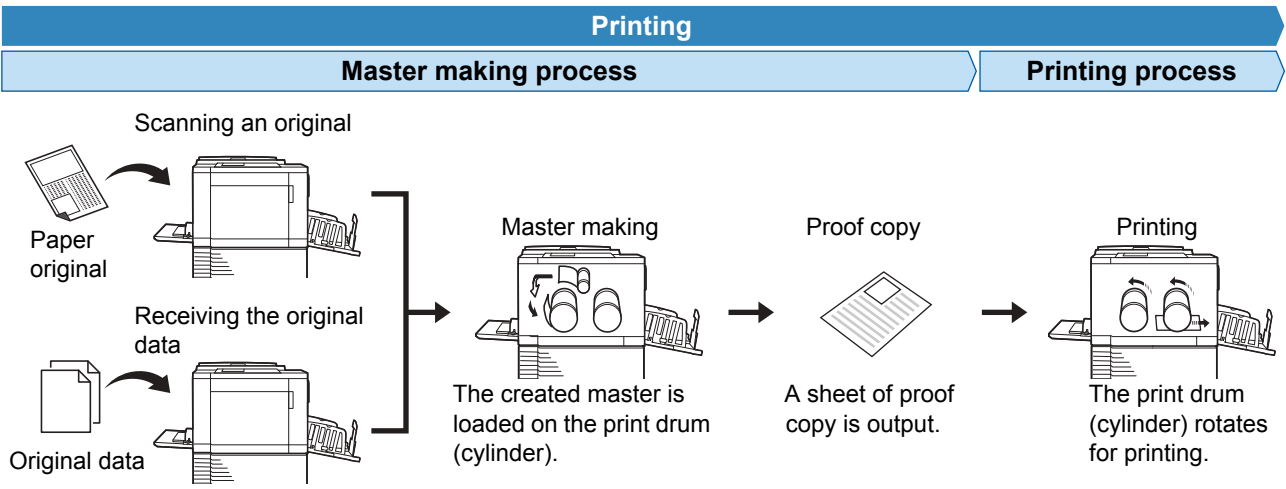 Printing
Master making process
Printing process
Scanning an original
Paper
original
Receiving the original
data
Original data
Master making
The created master is
loaded on the print drum
(cylinder).
Proof copy
A sheet of proof
copy is output.
Printing
The print drum
(cylinder) rotates
for printing.